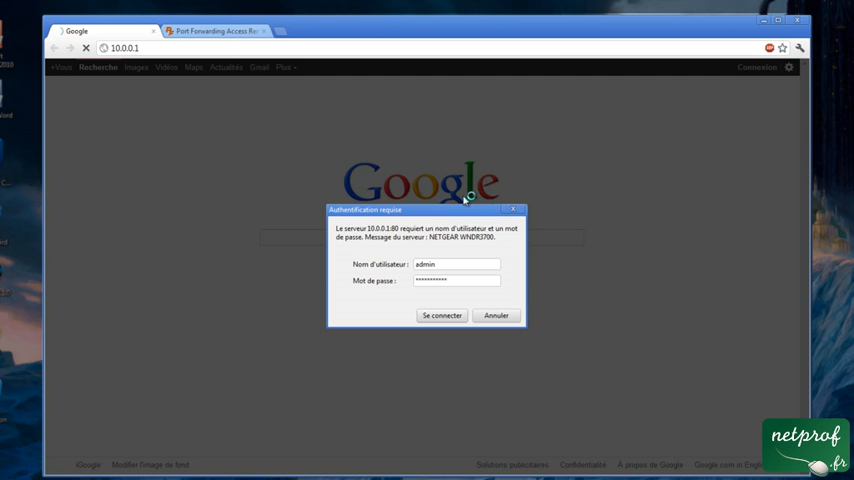 Google
Port Forwarding Access Re
10.0.0.1
+Vous Recherche Images Vidéos Maps Actualités Gmail Plus
Connexion
Google
Authentification requise
Le serveur 10.0.0.1:80 requiert un nom d'utilisateur et un mot
de passe. Message du serveur : NETGEAR WNDR3700.
Nom d'utilisateur : admin
Mot de passe : ***********
Se connecter Annuler
iGoogle Modifier l'image de fond
Solutions publicitaires Confidentialité À propos de Google Google.com in English
netprof
.fr
Word